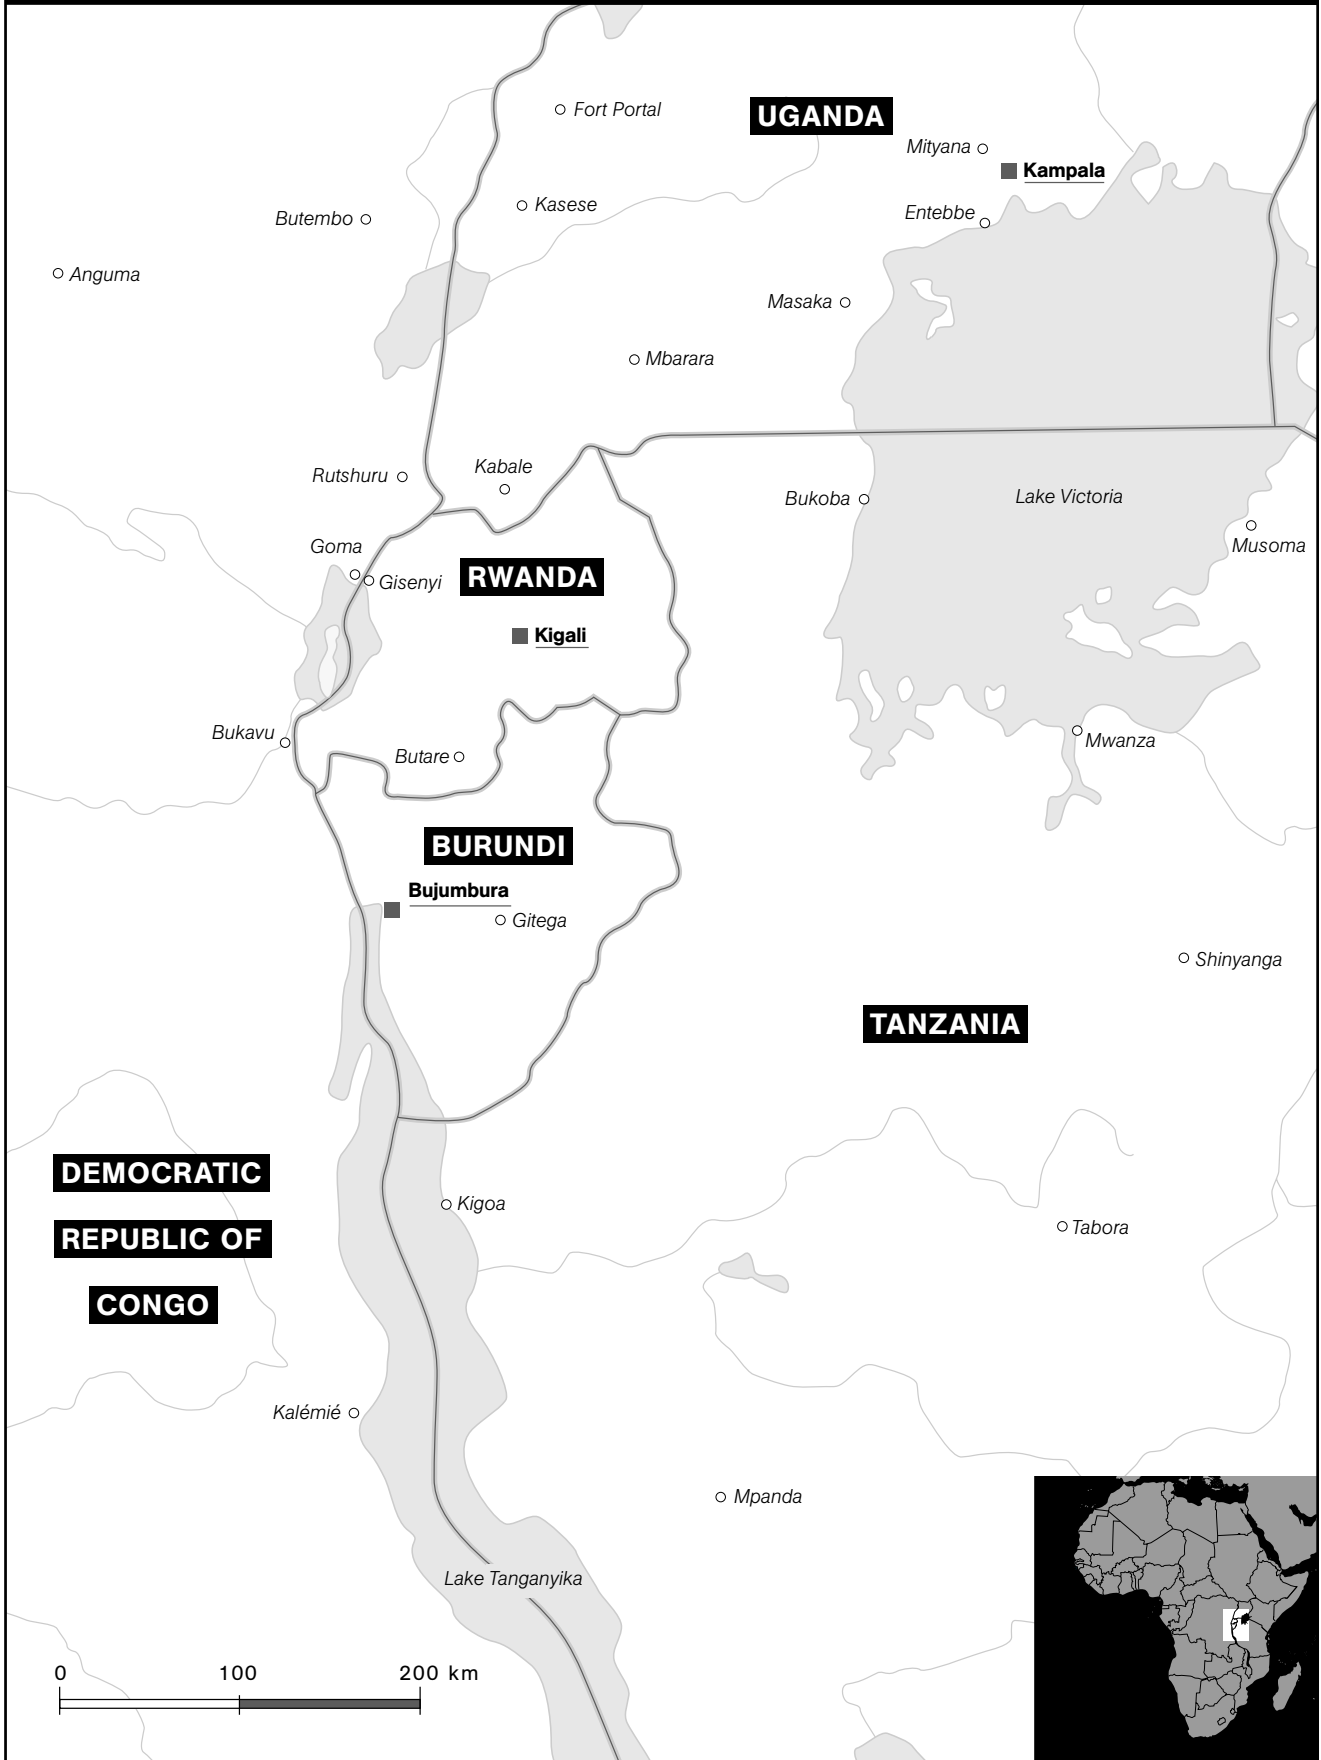 Fort Portal
UGANDA
Mityana
Kampala
Kasese
Entebbe
Butembo
Anguma
Masaka
Mbarara
Rutshuru
Kabale
Bukoba
Lake Victoria
Musoma
Goma
Gisenyi
RWANDA
Kigali
Bukavu
Butare
Mwanza
BURUNDI
Bujumbura
Gitega
Shinyanga
TANZANIA
DEMOCRATIC
REPUBLIC OF
CONGO
Kigoa
Tabora
Kalémié
Mpanda
Lake Tanganyika
0 100 200 km